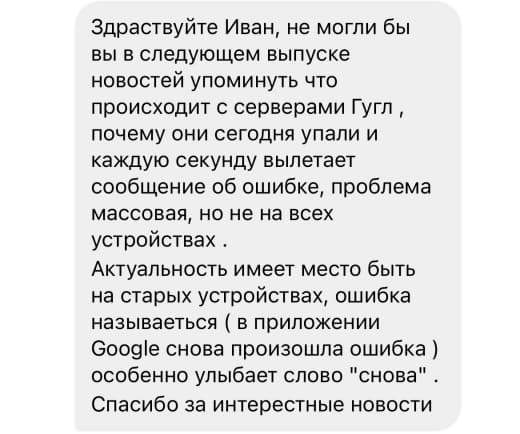 Здраствуйте Иван, не могли бы
вы в следующем выпуске
новостей упоминуть что
происходит с серверами Гугл ,
почему они сегодня упали и
каждую секунду вылетает
сообщение об ошибке, проблема
массовая, но не на всех
устройствах .
Актуальность имеет место быть
на старых устройствах, ошибка
называеться ( в приложении
Google снова произошла ошибка )
особенно улыбает слово "снова" .
Спасибо за интерестные новости